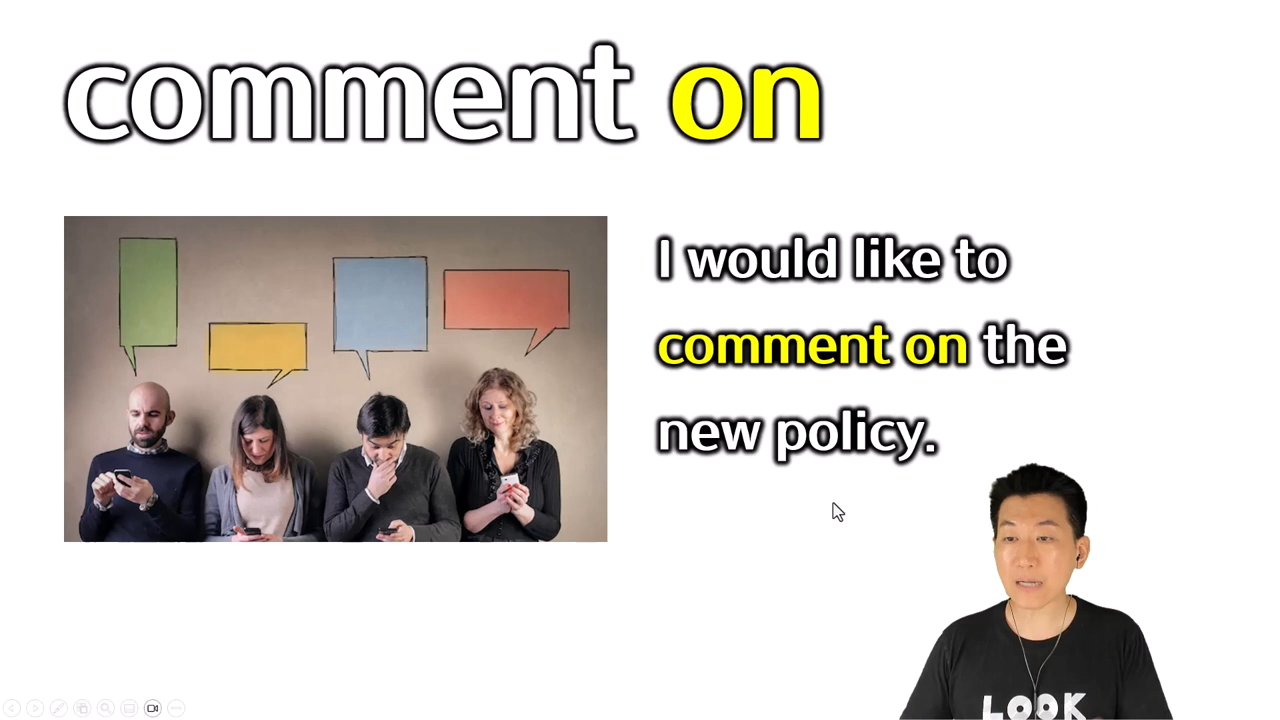 comment on
I would like to
comment on the
new policy.
LOOK